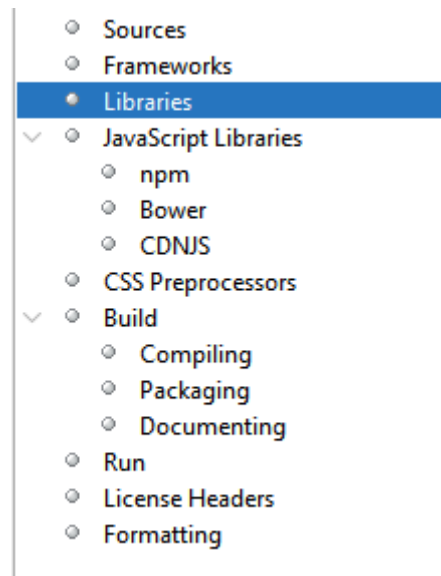 Sources
Frameworks
Libraries
JavaScript Libraries
npm
Bower
CDNJS
CSS Preprocessors
Build
Compiling
Packaging
Documenting
Run
License Headers
Formatting